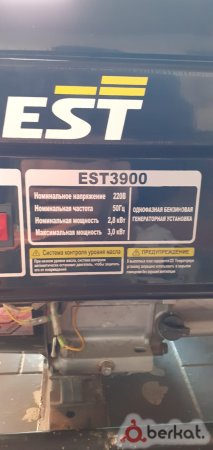 EST
EST3900
Номинальное напряжение 220В
Номинальная частота 50Гц
Номинальная мощность 2,8 кВт
Максимальная мощность 3,0 кВт
ОДНОФАЗНАЯ БЕНЗИНОВАЯ
ГЕНЕРАТОРНАЯ УСТАНОВКА
Система контроля уровня масла
ПРЕДУПРЕЖДЕНИЕ
berkat.